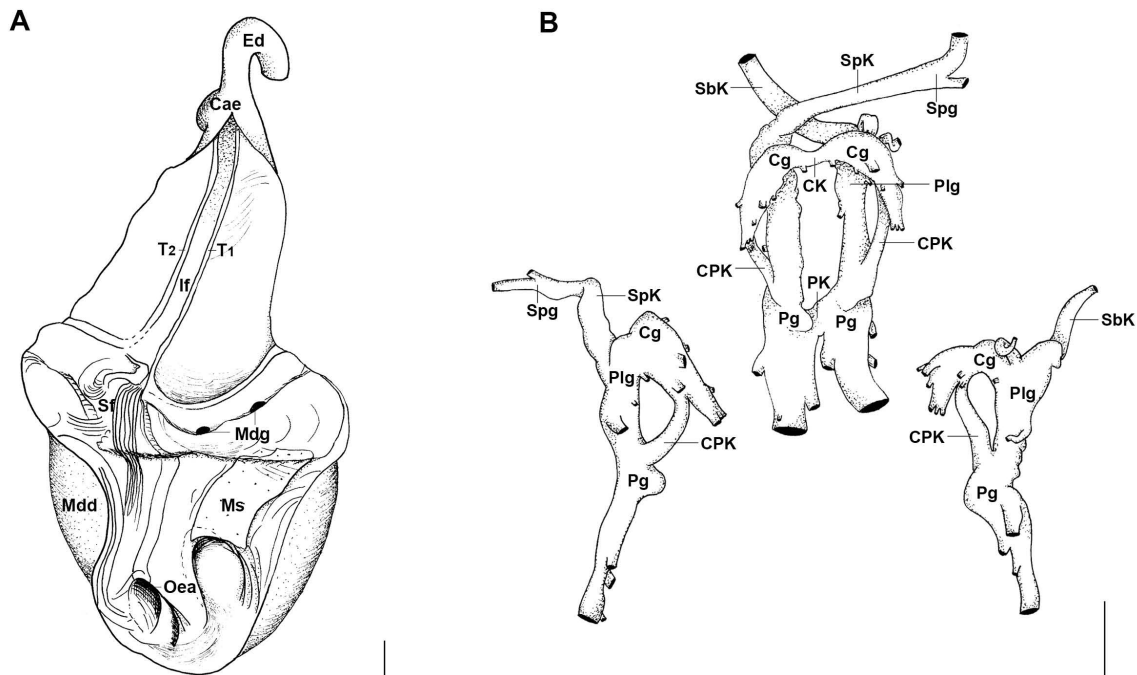 A
Ed
Cae
T2
T1
If
Sf
Mdg
Mdd
Ms
Oea
B
SpK
SbK
Spg
Cg
Cg
CK
Plg
CPK
CPK
PK
Pg
Pg
Spg
SpK
Cg
Plg
CPK
Pg
SbK
Cg
Plg
CPK
Pg